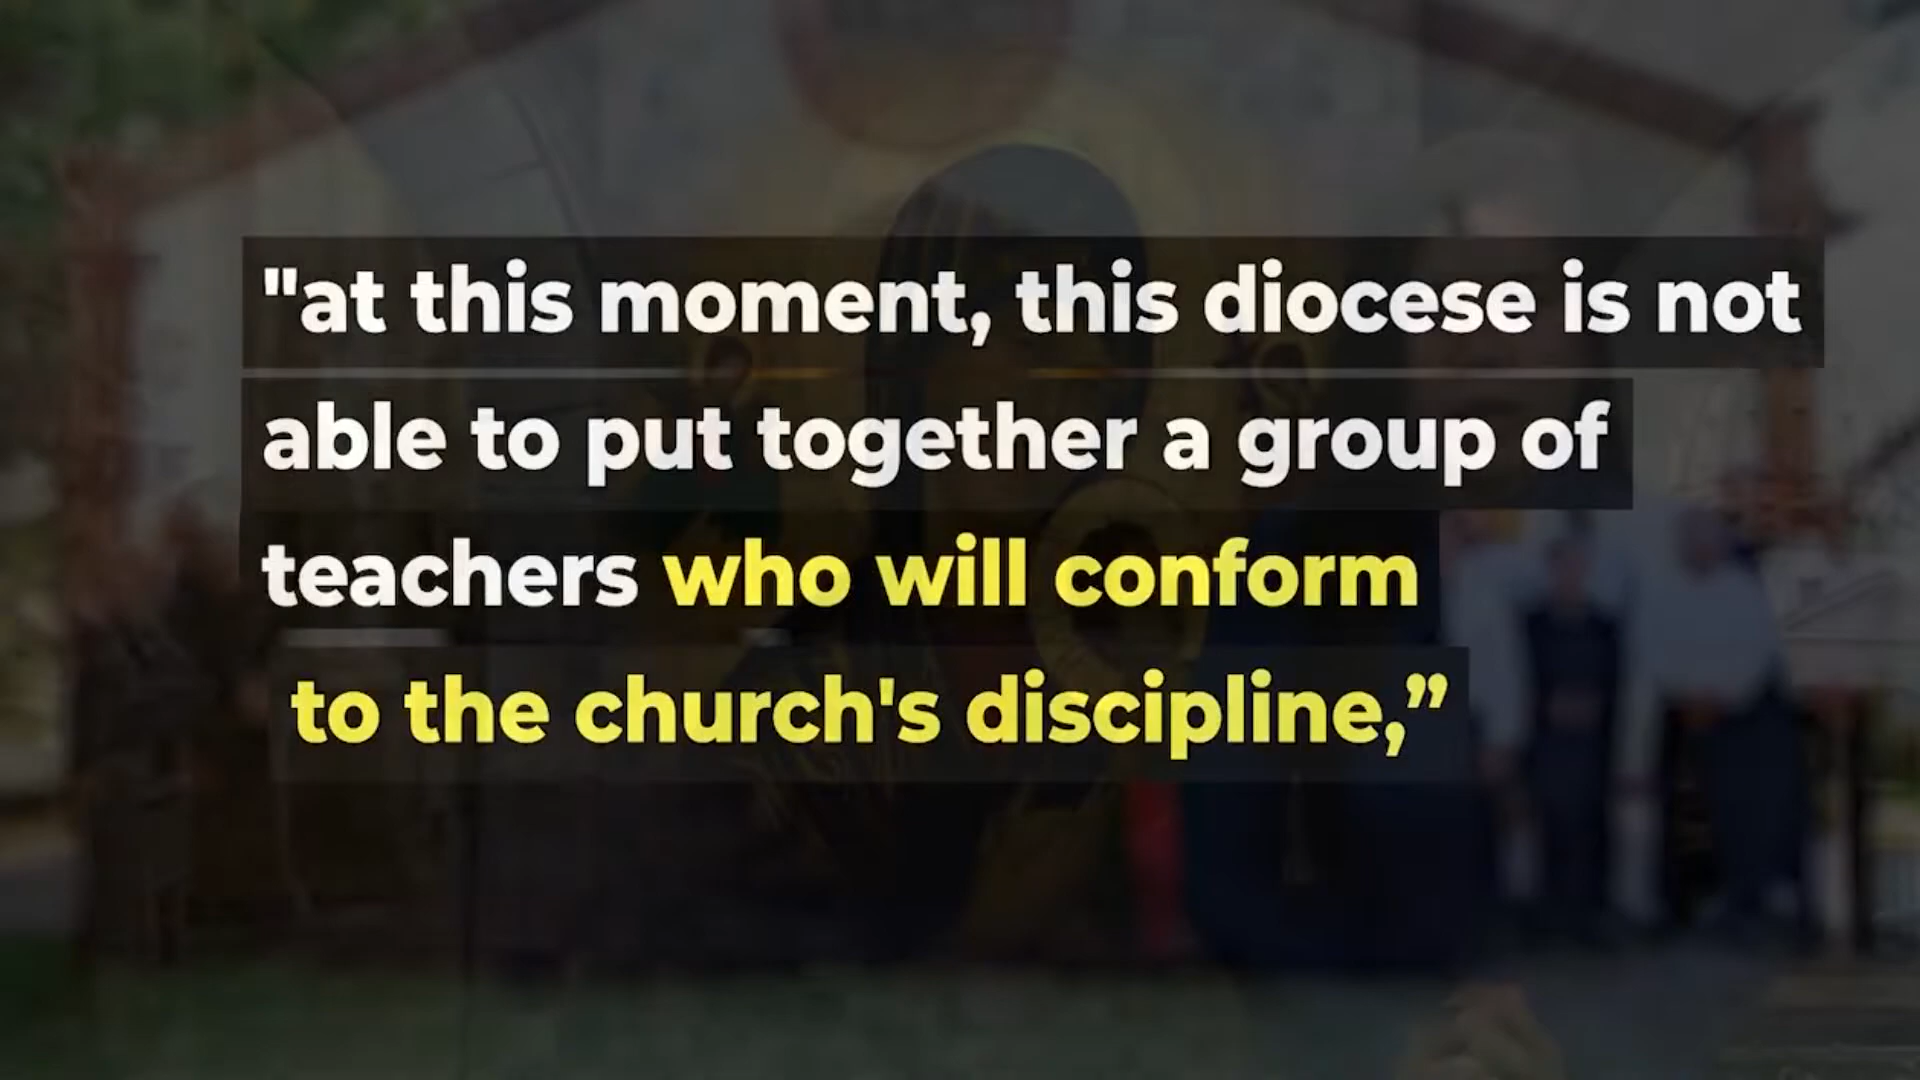 "at this moment, this diocese is not
able to put together a group of
teachers who will conform
to the church's discipline,”